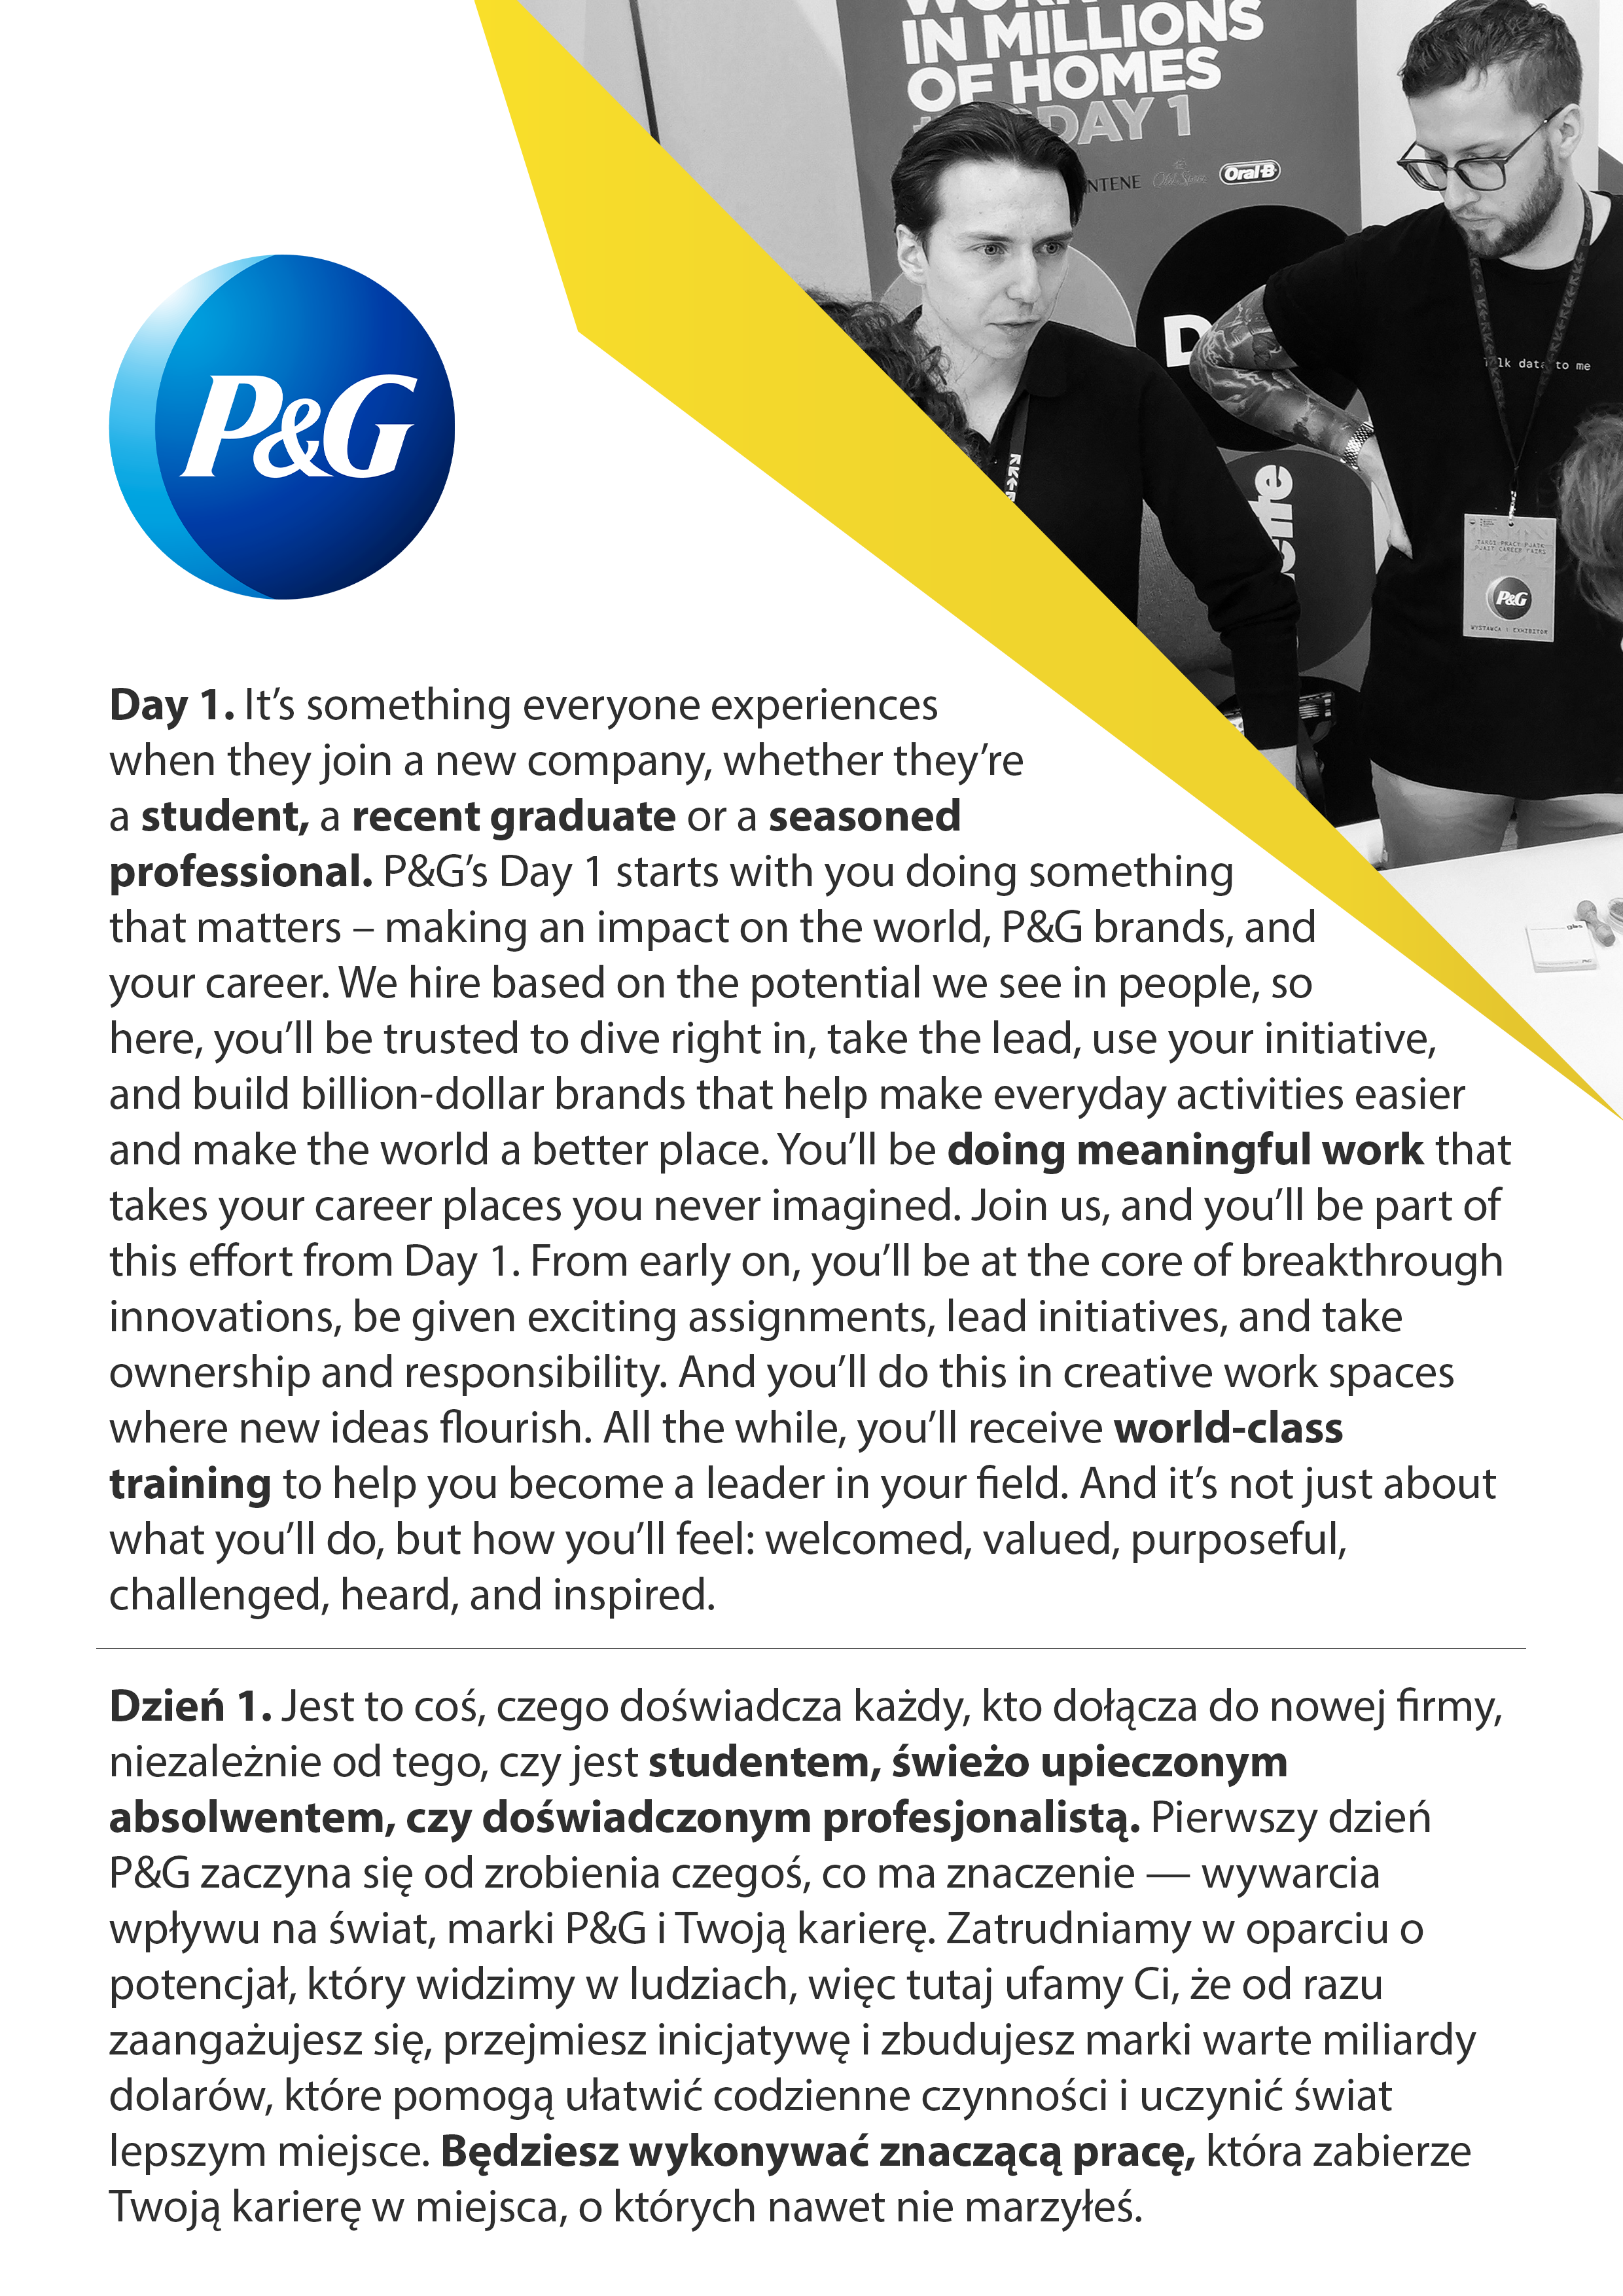 IN MILLIONS
OF HOMES
DAY 1
Oral-B
P&G
lk data to me
TARGI PRACY PJATK
PJAIT CAREER FAIRS
P&G
WYSTAWCA | EXHIBITOR
Day 1. It’s something everyone experiences
when they join a new company, whether they’re
a student, a recent graduate or a seasoned
professional. P&G’s Day 1 starts with you doing something
that matters – making an impact on the world, P&G brands, and
your career. We hire based on the potential we see in people, so
here, you’ll be trusted to dive right in, take the lead, use your initiative,
and build billion-dollar brands that help make everyday activities easier
and make the world a better place. You’ll be doing meaningful work that
takes your career places you never imagined. Join us, and you’ll be part of
this effort from Day 1. From early on, you’ll be at the core of breakthrough
innovations, be given exciting assignments, lead initiatives, and take
ownership and responsibility. And you’ll do this in creative work spaces
where new ideas flourish. All the while, you’ll receive world-class
training to help you become a leader in your field. And it’s not just about
what you’ll do, but how you’ll feel: welcomed, valued, purposeful,
challenged, heard, and inspired.
Dzień 1. Jest to coś, czego doświadcza każdy, kto dołącza do nowej firmy,
niezależnie od tego, czy jest studentem, świeżo upieczonym
absolwentem, czy doświadczonym profesjonalistą. Pierwszy dzień
P&G zaczyna się od zrobienia czegoś, co ma znaczenie — wywarcia
wpływu na świat, marki P&G i Twoją karierę. Zatrudniamy w oparciu o
potencjał, który widzimy w ludziach, więc tutaj ufamy Ci, że od razu
zaangażujesz się, przejmiesz inicjatywę i zbudujesz marki warte miliardy
dolarów, które pomogą ułatwić codzienne czynności i uczynić świat
lepszym miejsce. Będziesz wykonywać znaczącą pracę, która zabierze
Twoją karierę w miejsca, o których nawet nie marzyłeś.